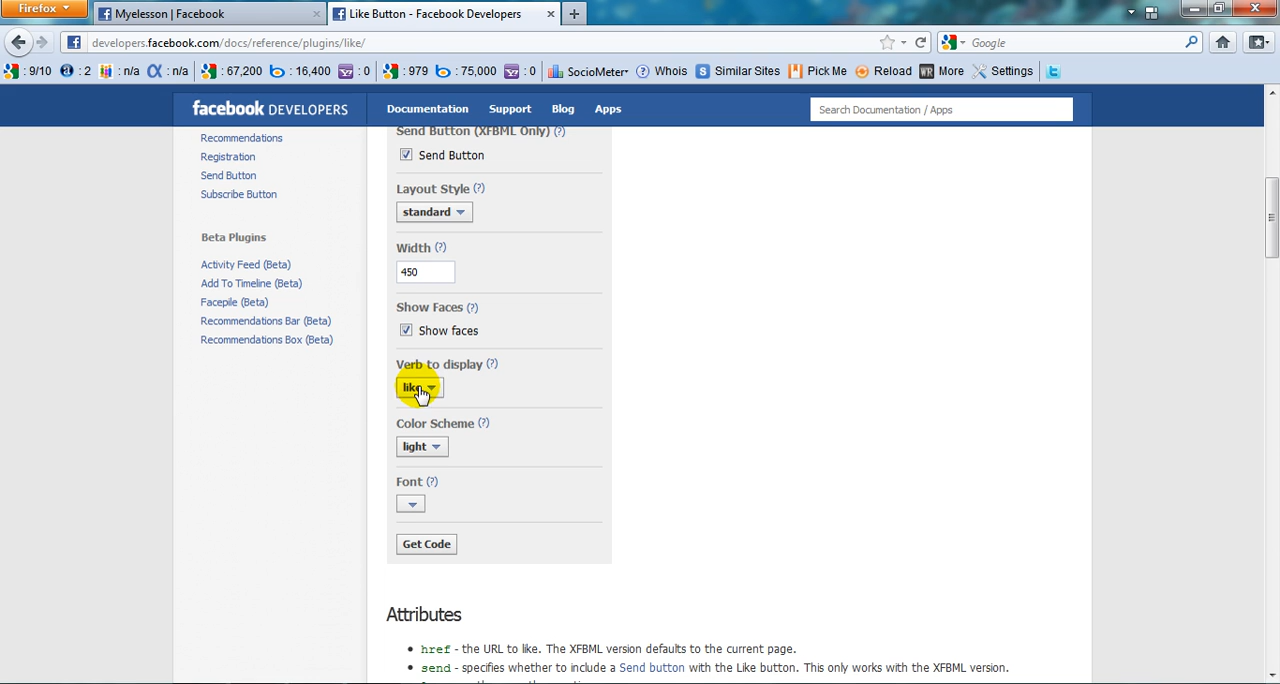 Firefox
Myelesson | Facebook
Like Button - Facebook Developers
developers.facebook.com/docs/reference/plugins/like/
Google
: 9/10 : 2 : n/a : n/a : 67,200 : 16,400 : 0 : 979 : 75,000 : 0 SocioMeter Whois Similar Sites Pick Me Reload More Settings
facebook DEVELOPERS
Documentation Support Blog Apps
Search Documentation / Apps
Recommendations
Registration
Send Button
Subscribe Button
Beta Plugins
Activity Feed (Beta)
Add To Timeline (Beta)
Facepile (Beta)
Recommendations Bar (Beta)
Recommendations Box (Beta)
Send Button (XFBML Only) (?)
Send Button
Layout Style (?)
standard
Width (?)
450
Show Faces (?)
Show faces
Verb to display (?)
like
Color Scheme (?)
light
Font (?)
Get Code
Attributes
href - the URL to like. The XFBML version defaults to the current page.
send - specifies whether to include a Send button with the Like button. This only works with the XFBML version.